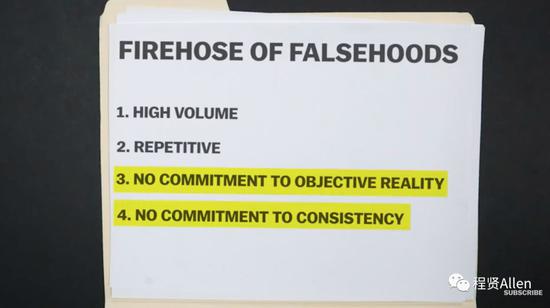 FIREHOSE OF FALSEHOODS
1. HIGH VOLUME
2. REPETITIVE
3. NO COMMITMENT TO OBJECTIVE REALITY
4. NO COMMITMENT TO CONSISTENCY
程贤Allen
SUBSCRIBE